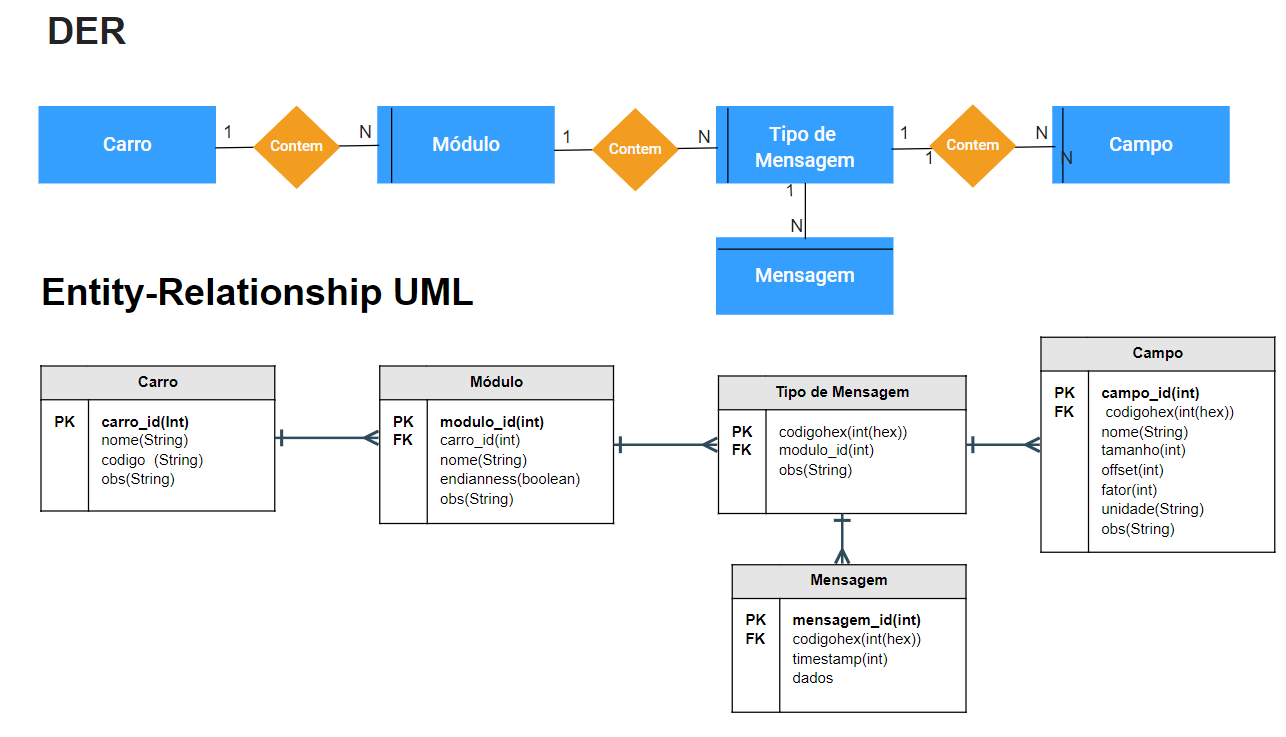 DER
Carro
1
Contem
N
Módulo
1
Contem
N
Tipo de
Mensagem
1
1
Contem
N
N
Campo
1
N
Mensagem
Entity-Relationship UML
Carro
PK
carro_id(Int)
nome(String)
codigo (String)
obs(String)
Módulo
PK
FK
modulo_id(int)
carro_id(int)
nome(String)
endianness(boolean)
obs(String)
Tipo de Mensagem
PK
FK
codigohex(int(hex))
modulo_id(int)
obs(String)
Campo
PK
FK
campo_id(int)
codigohex(int(hex))
nome(String)
tamanho(int)
offset(int)
fator(int)
unidade(String)
obs(String)
Mensagem
PK
FK
mensagem_id(int)
codigohex(int(hex))
timestamp(int)
dados